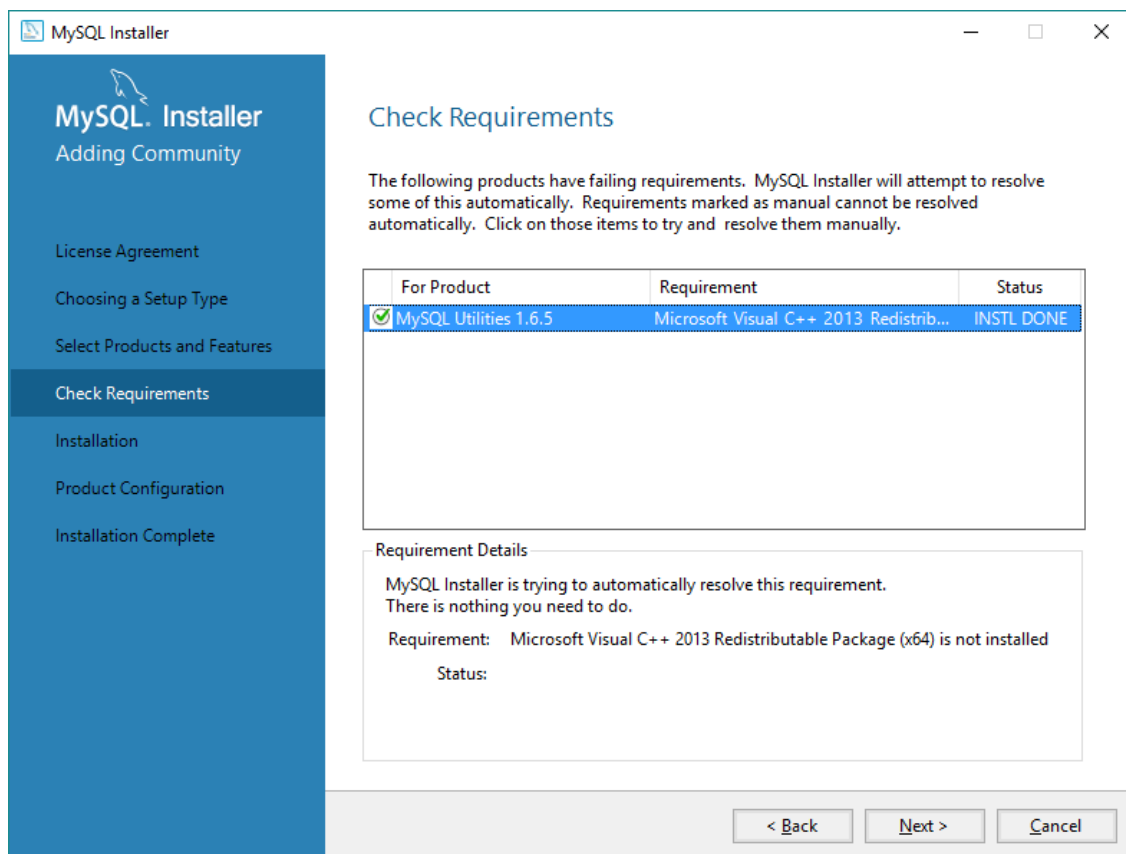 MySQL Installer
MySQL. Installer
Adding Community
License Agreement
Choosing a Setup Type
Select Products and Features
Check Requirements
Installation
Product Configuration
Installation Complete
Check Requirements
The following products have failing requirements. MySQL Installer will attempt to resolve
some of this automatically. Requirements marked as manual cannot be resolved
automatically. Click on those items to try and resolve them manually.
For Product Requirement Status
MySQL Utilities 1.6.5 Microsoft Visual C++ 2013 Redistrib... INSTL DONE
Requirement Details
MySQL Installer is trying to automatically resolve this requirement.
There is nothing you need to do.
Requirement: Microsoft Visual C++ 2013 Redistributable Package (x64) is not installed
Status:
< Back Next > Cancel